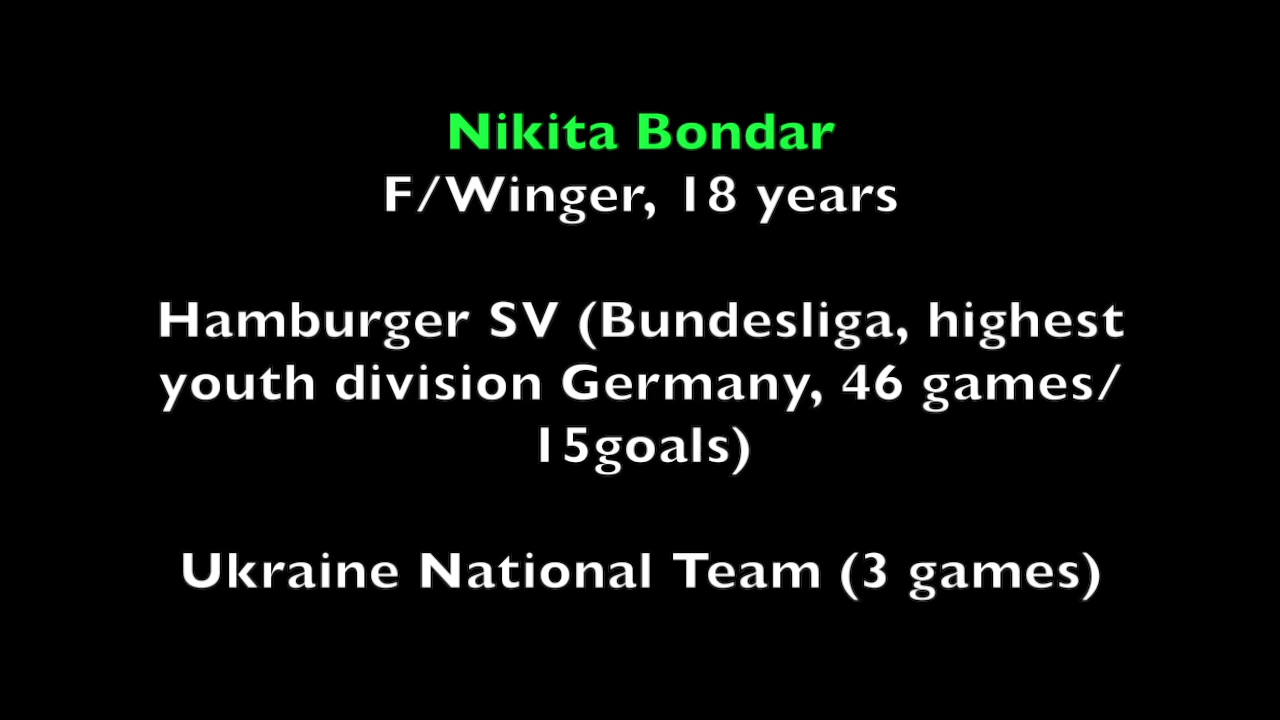 Nikita Bondar
F/Winger, 18 years
Hamburger SV (Bundesliga, highest
youth division Germany, 46 games/
15goals)
Ukraine National Team (3 games)